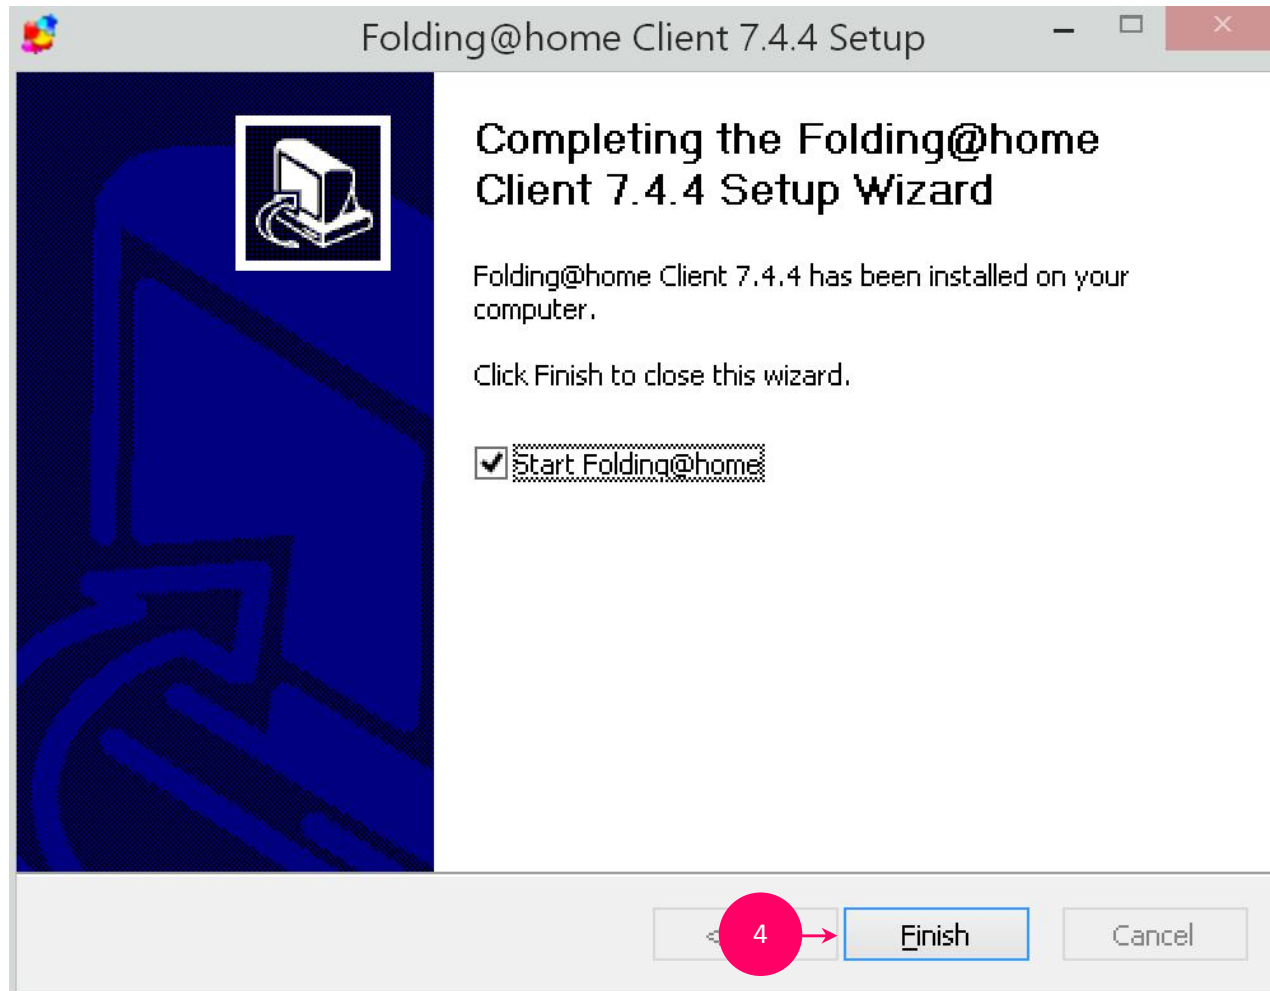 Folding@home Client 7.4.4 Setup
Completing the Folding@home
Client 7.4.4 Setup Wizard
Folding@home Client 7.4.4 has been installed on your
computer.
Click Finish to close this wizard.
Start Folding@home
<
4
Finish
Cancel